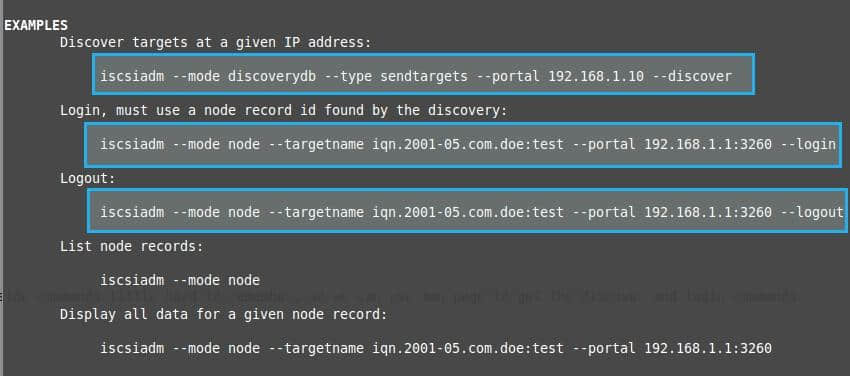 EXAMPLES
Discover targets at a given IP address:
iscsiadm --mode discoverydb --type sendtargets --portal 192.168.1.10 --discover
Login, must use a node record id found by the discovery:
iscsiadm --mode node --targetname iqn.2001-05.com.doe:test --portal 192.168.1.1:3260 --login
Logout:
iscsiadm --mode node --targetname iqn.2001-05.com.doe:test --portal 192.168.1.1:3260 --logout
List node records:
iscsiadm --mode node
Display all data for a given node record:
iscsiadm --mode node --targetname iqn.2001-05.com.doe:test --portal 192.168.1.1:3260